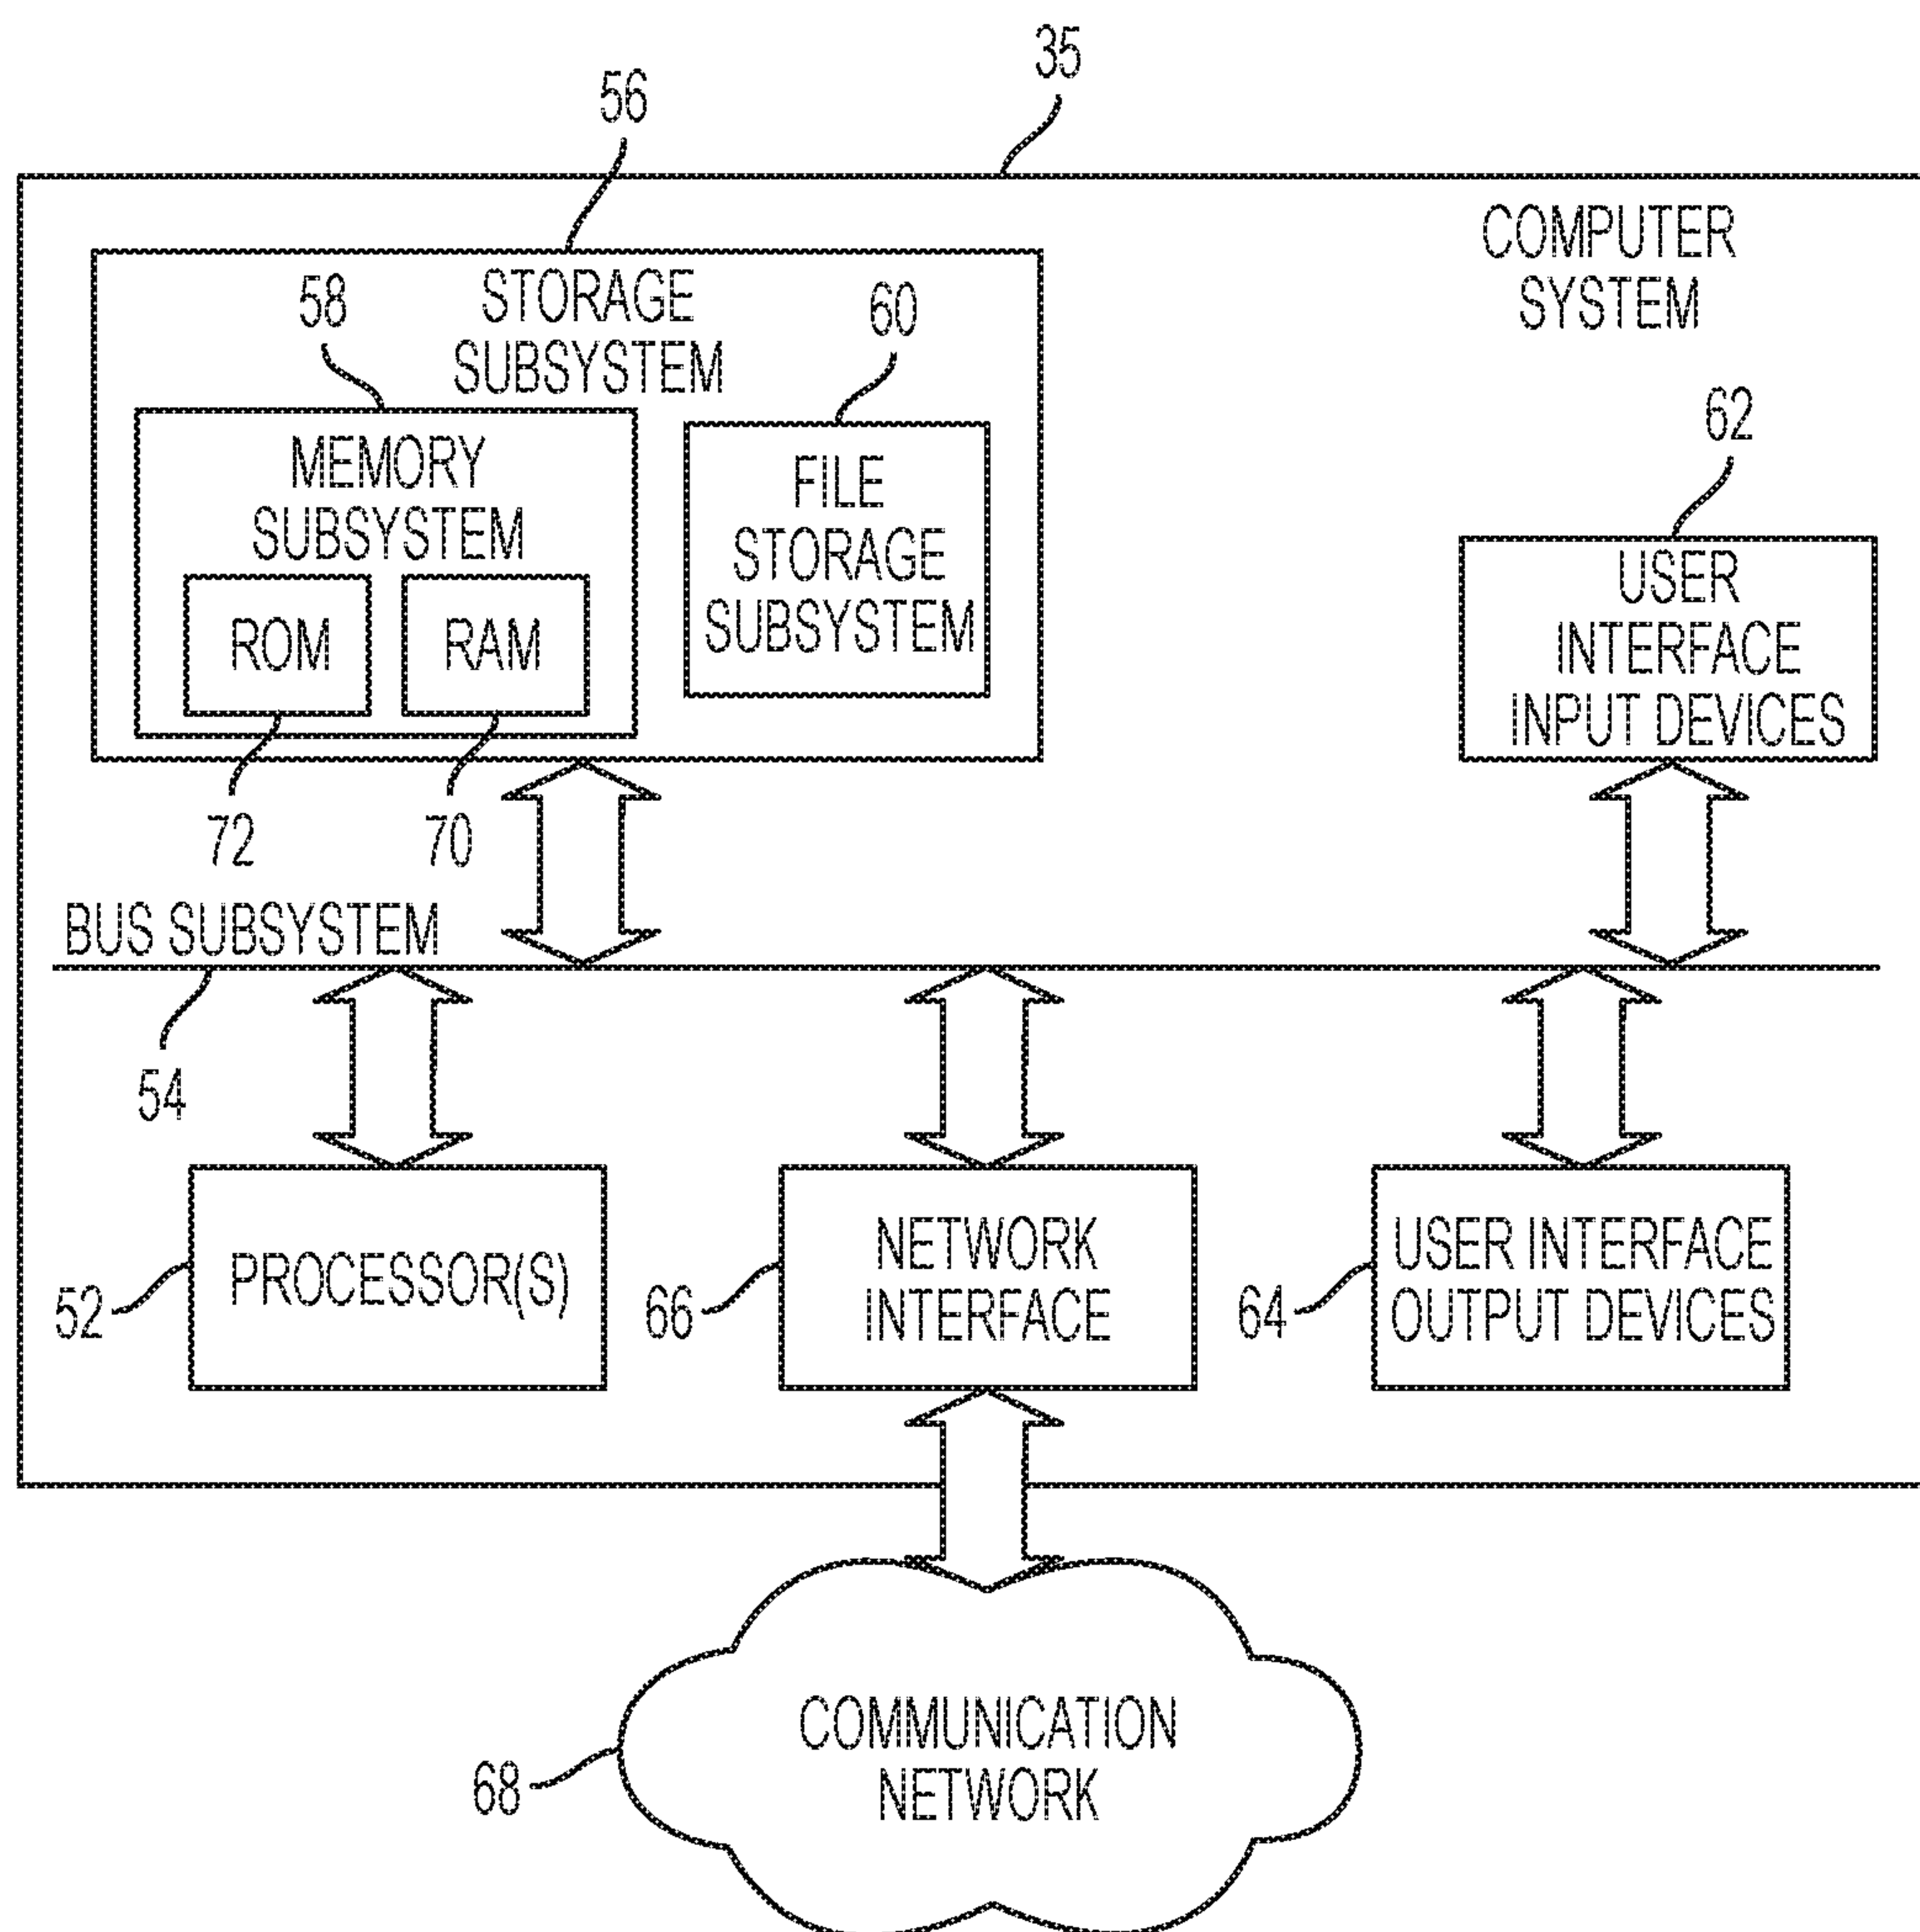 35
56
COMPUTER
SYSTEM
STORAGE
SUBSYSTEM
58
60
MEMORY
SUBSYSTEM
FILE
STORAGE
SUBSYSTEM
ROM
RAM
72
70
62
USER
INTERFACE
INPUT DEVICES
BUS SUBSYSTEM
54
PROCESSOR(S)
52
NETWORK
INTERFACE
66
USER INTERFACE
OUTPUT DEVICES
64
COMMUNICATION
NETWORK
68